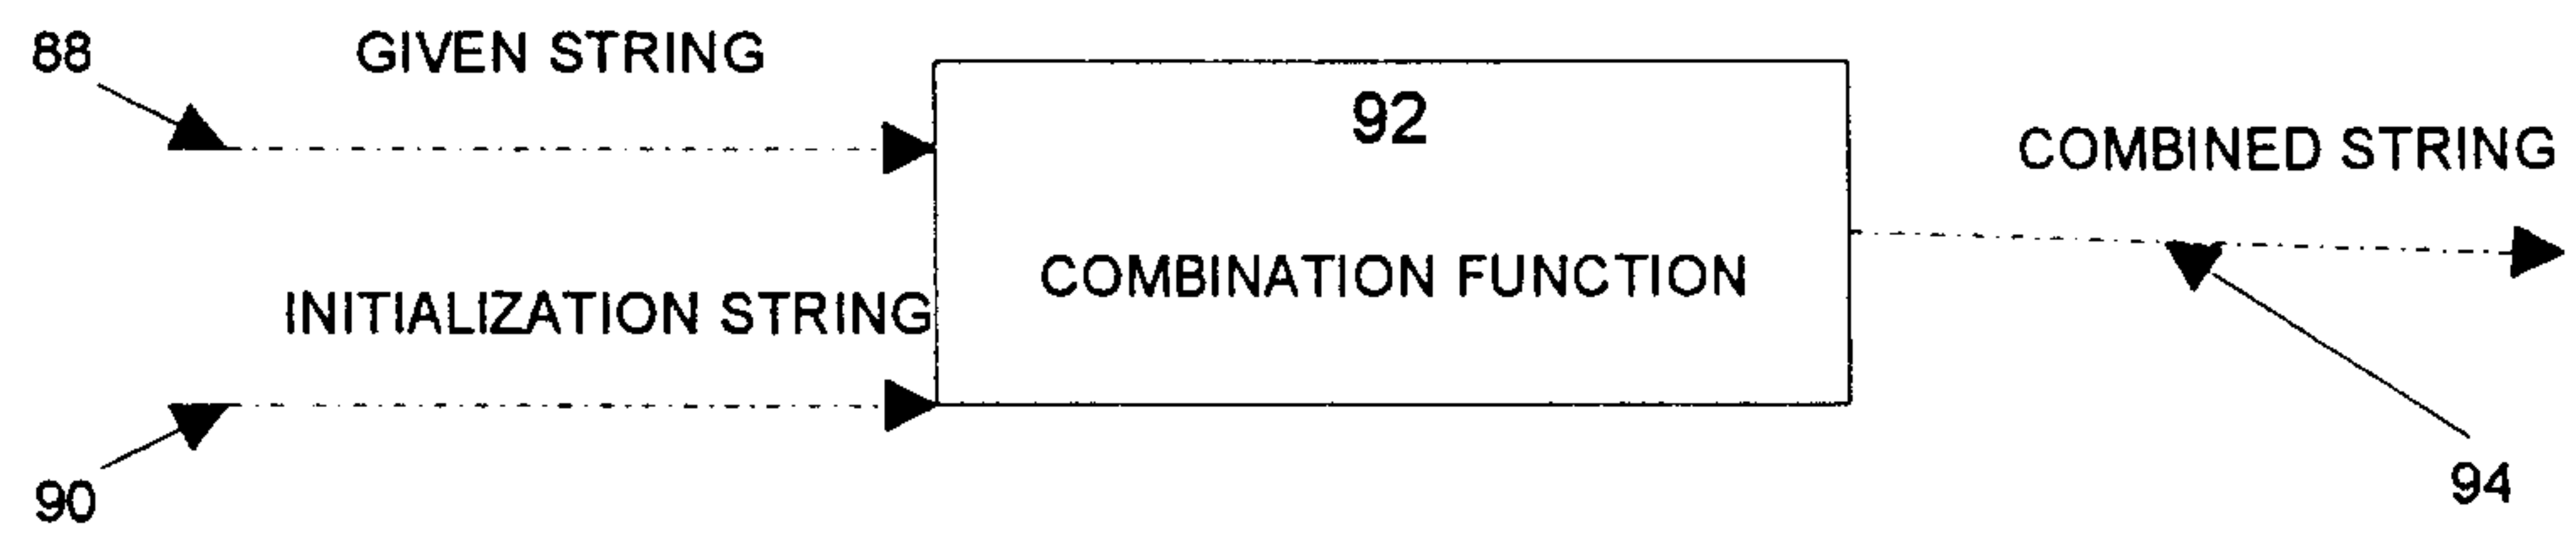 88
GIVEN STRING
92
COMBINED STRING
INITIALIZATION STRING
COMBINATION FUNCTION
90
94